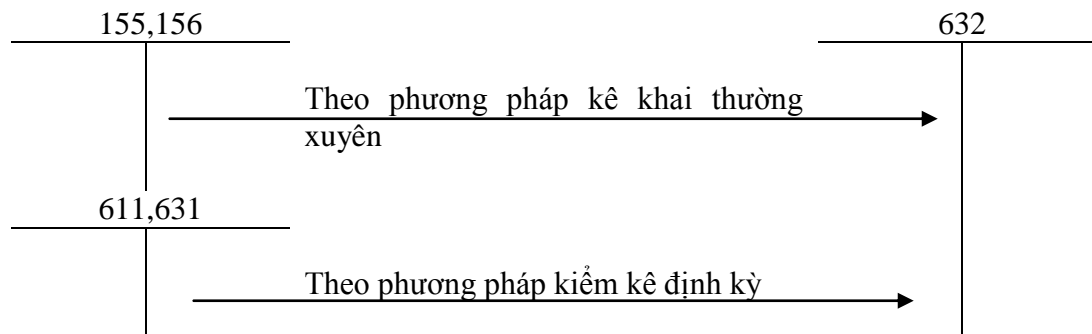 155,156
632
Theo phương pháp kê khai thường
xuyên
611,631
Theo phương pháp kiểm kê định kỳ